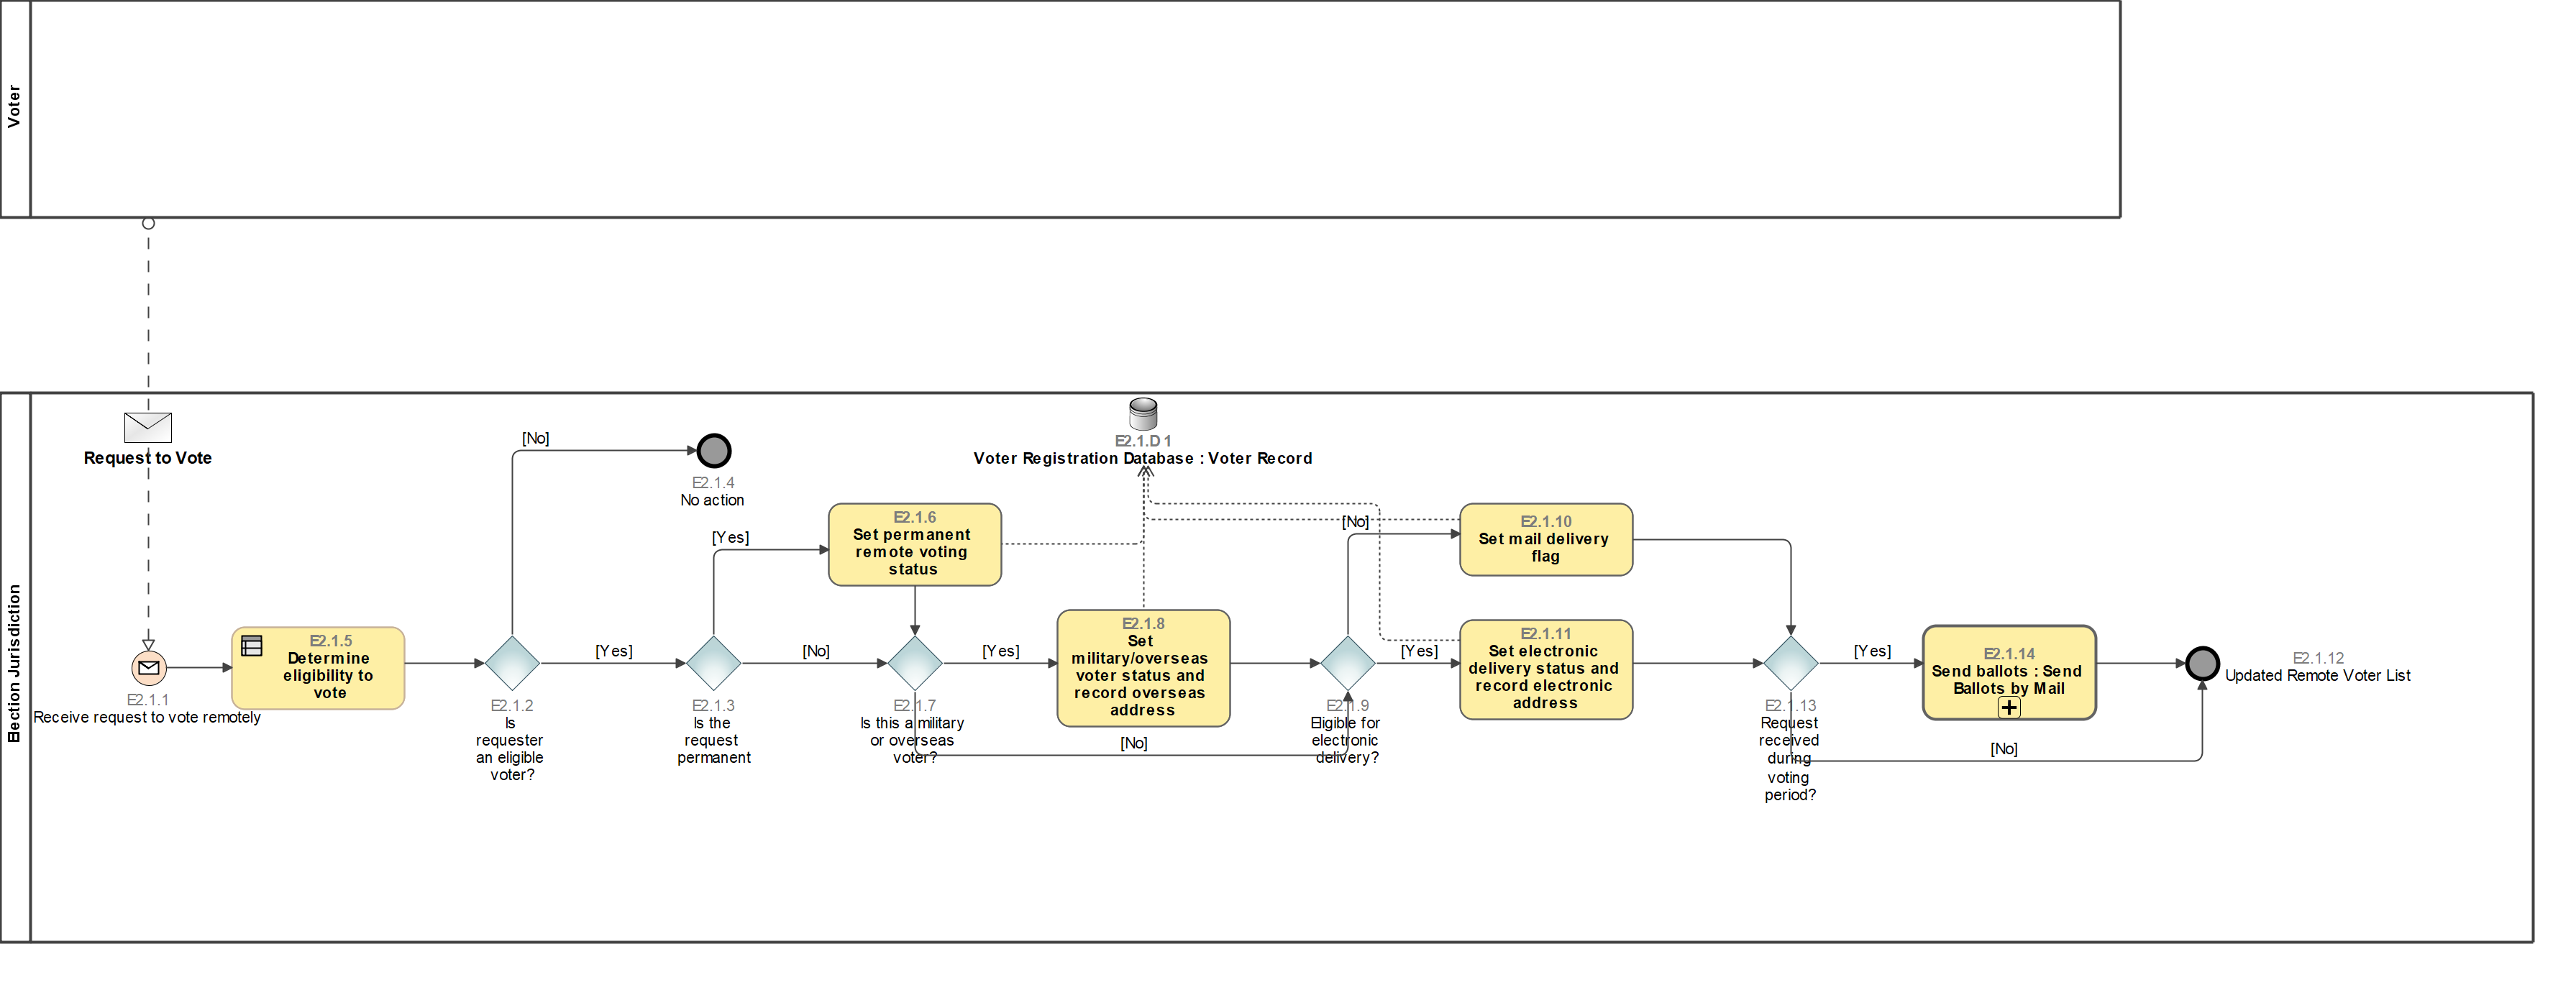 Voter
Election Jurisdiction
Request to Vote
E2.1.1
Receive request to vote remotely
E2.1.5
Determine
eligibility to
vote
E2.1.2
Is
requester
an eligible
voter?
[No]
E2.1.4
No action
[Yes]
E2.1.3
Is the
request
permanent
[Yes]
[No]
E2.1.6
Set permanent
remote voting
status
E2.1.7
Is this a military
or overseas
voter?
[Yes]
[No]
E2.1.D 1
Voter Registration Database : Voter Record
E2.1.8
Set
military/overseas
voter status and
record overseas
address
E2.1.9
Eligible for
electronic
delivery?
[No]
[Yes]
E2.1.10
Set mail delivery
flag
E2.1.11
Set electronic
delivery status and
record electronic
address
E2.1.13
Request
received
during
voting
period?
[Yes]
[No]
E2.1.14
Send ballots : Send
Ballots by Mail
E2.1.12
Updated Remote Voter List